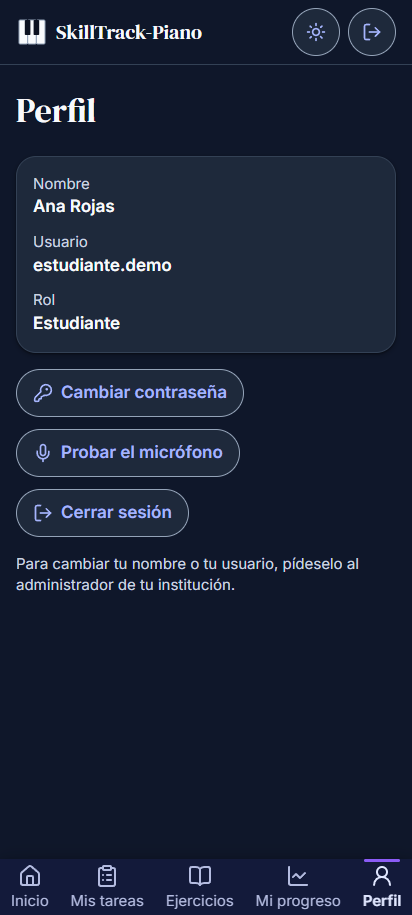 SkillTrack-Piano
Perfil
Nombre
Ana Rojas
Usuario
estudiante.demo
Rol
Estudiante
Cambiar contraseña
Probar el micrófono
Cerrar sesión
Para cambiar tu nombre o tu usuario, pídeselo al
administrador de tu institución.
Inicio
Mis tareas
Ejercicios
Mi progreso
Perfil